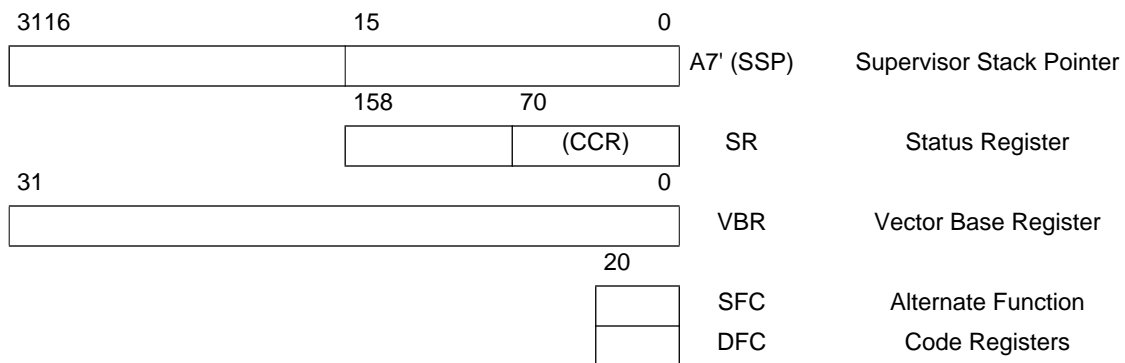 3116 15 0
A7' (SSP) Supervisor Stack Pointer
158 70
(CCR) SR Status Register
31 0
VBR Vector Base Register
20
SFC Alternate Function
DFC Code Registers